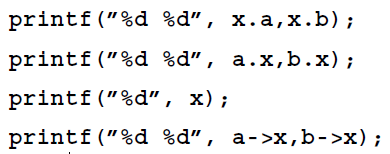 printf(”%d %d”, x.a,x.b);
printf(”%d %d”, a.x,b.x);
printf(”%d”, x);
printf(”%d %d”, a->x,b->x);